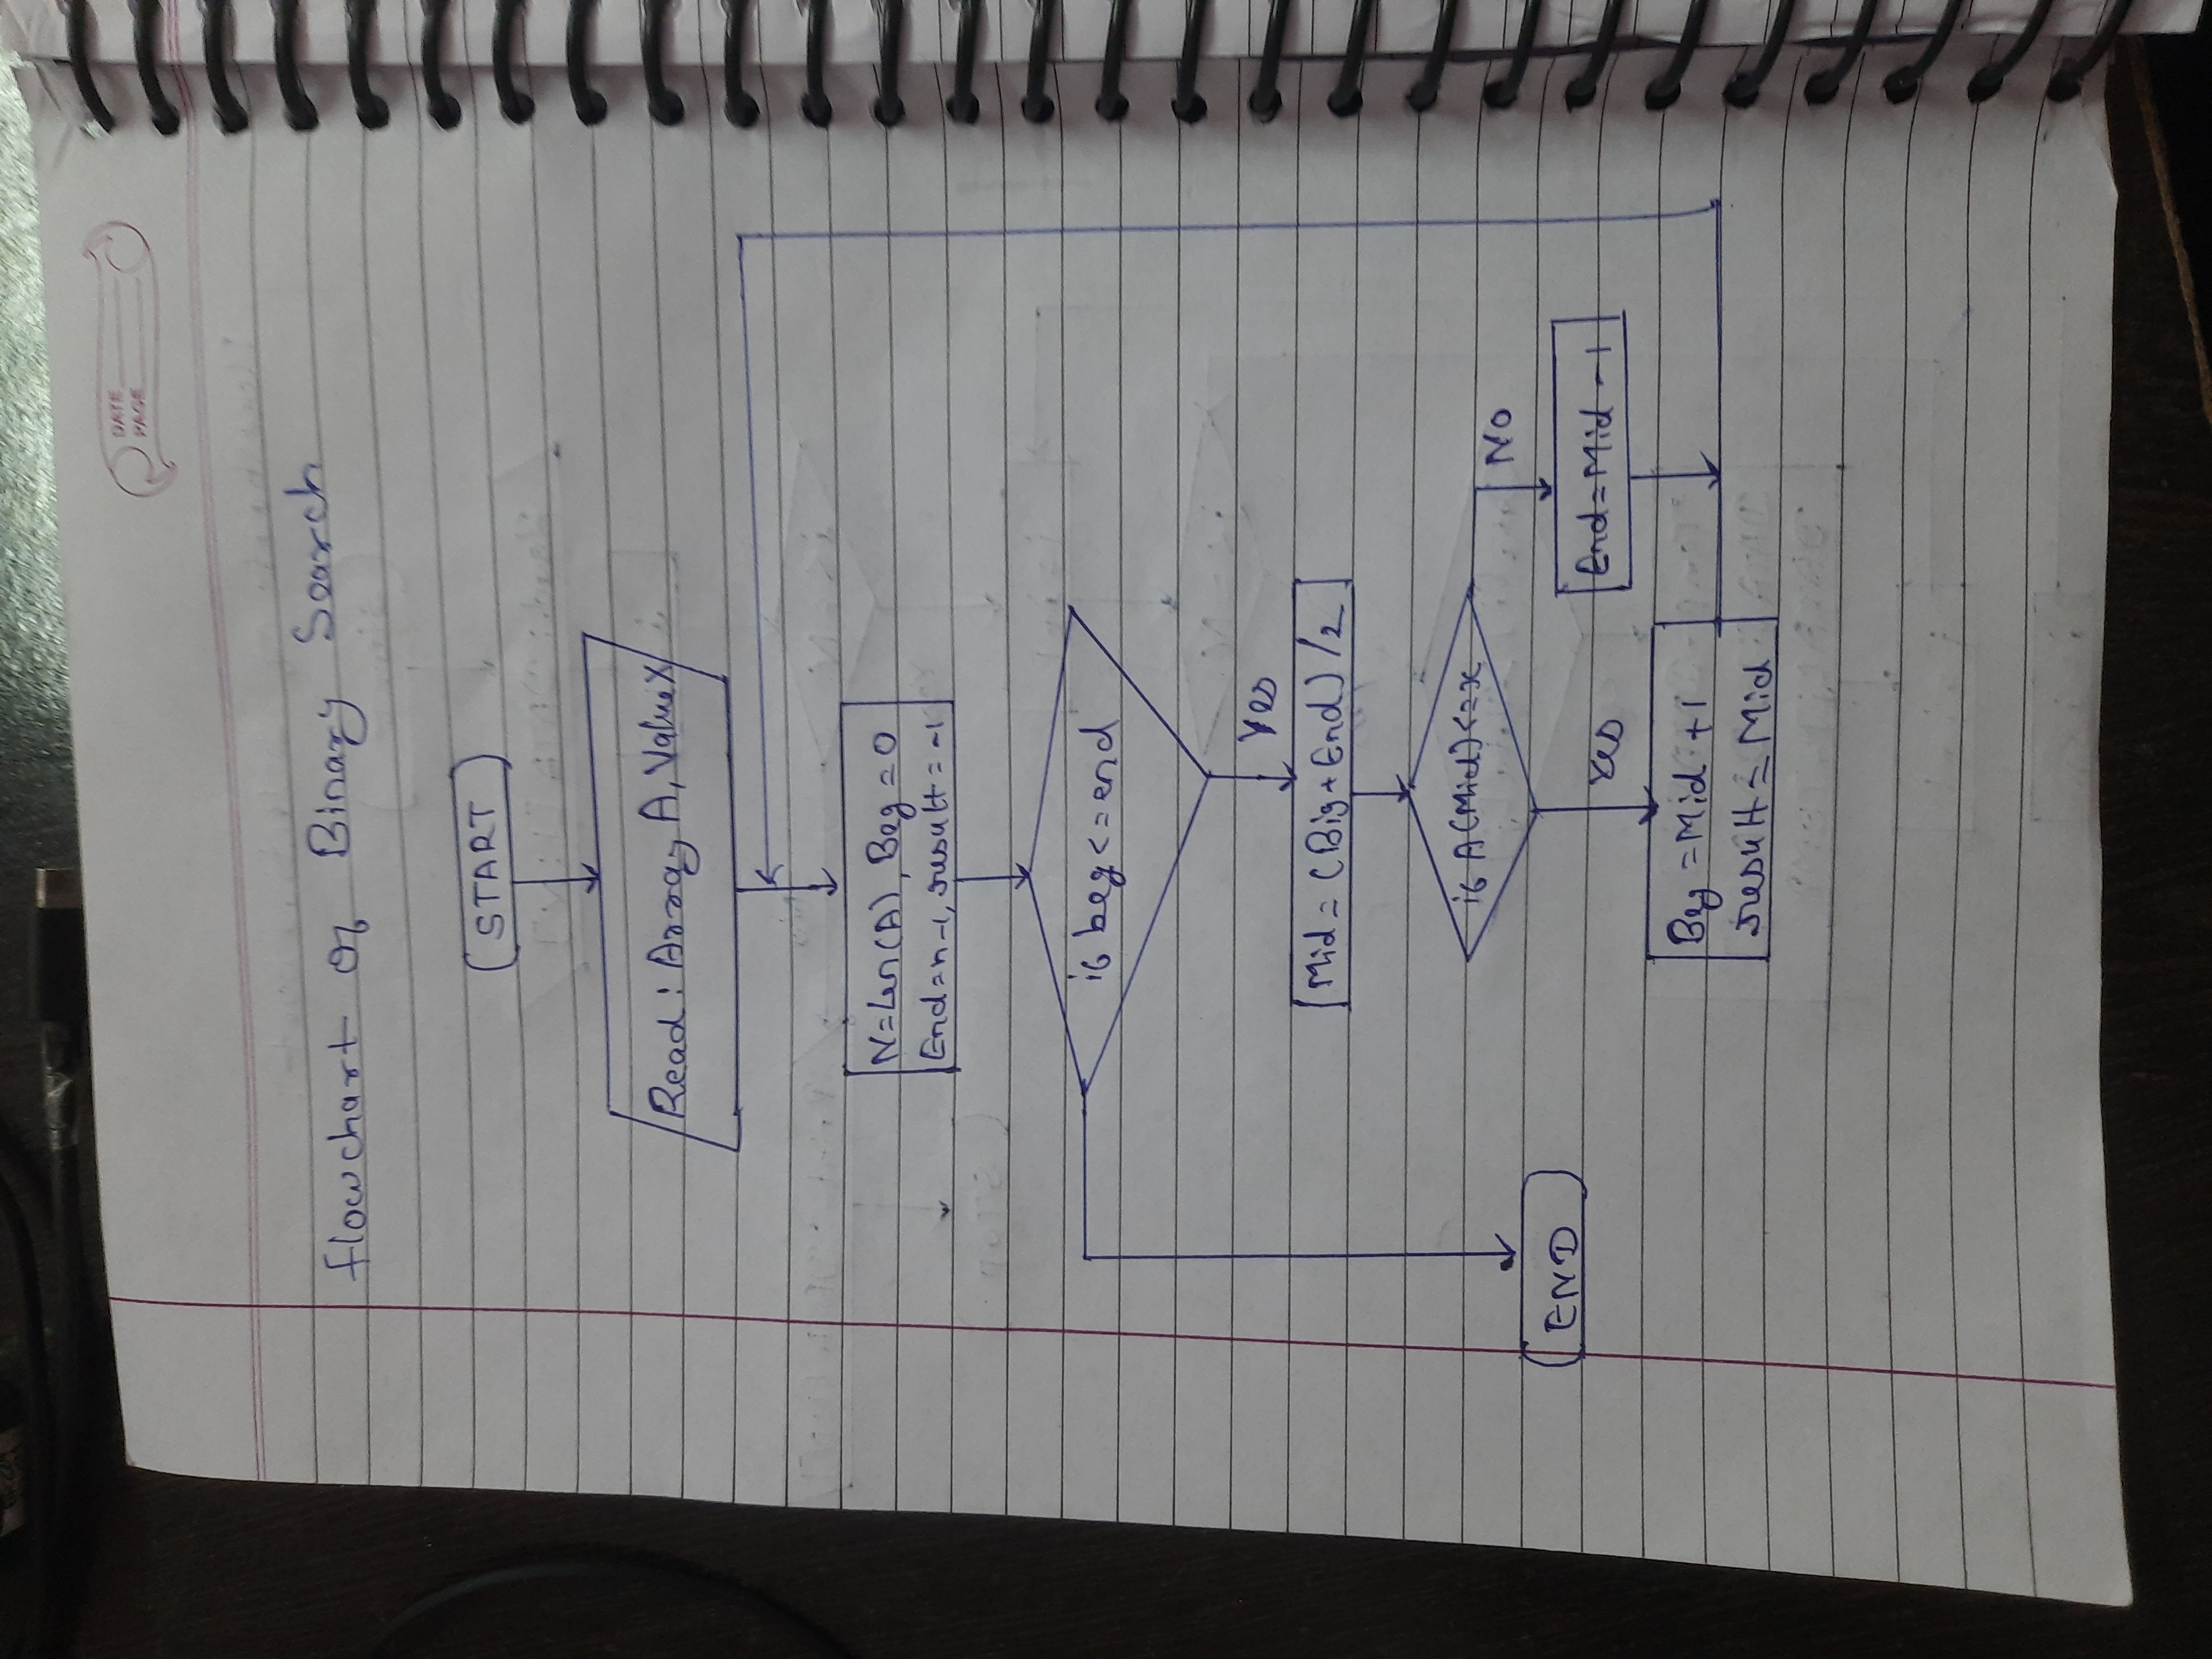 DATE
PAGE
flowchart of Binary Search
START
Read : Array A, Value X
N=Len(A), Beg = 0
End=n-1, result = -1
if beg<=end
Yes
Mid = (Big + End) /2
if A(Mid) <= x
NO
END
End=Mid -1
Yes
Beg = Mid +1
result = Mid